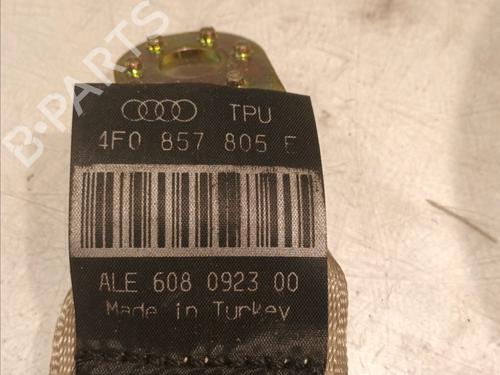 B-PARTS
TPU
4F0 857 805 E
ALE 608 0923 00
Made in Turkey